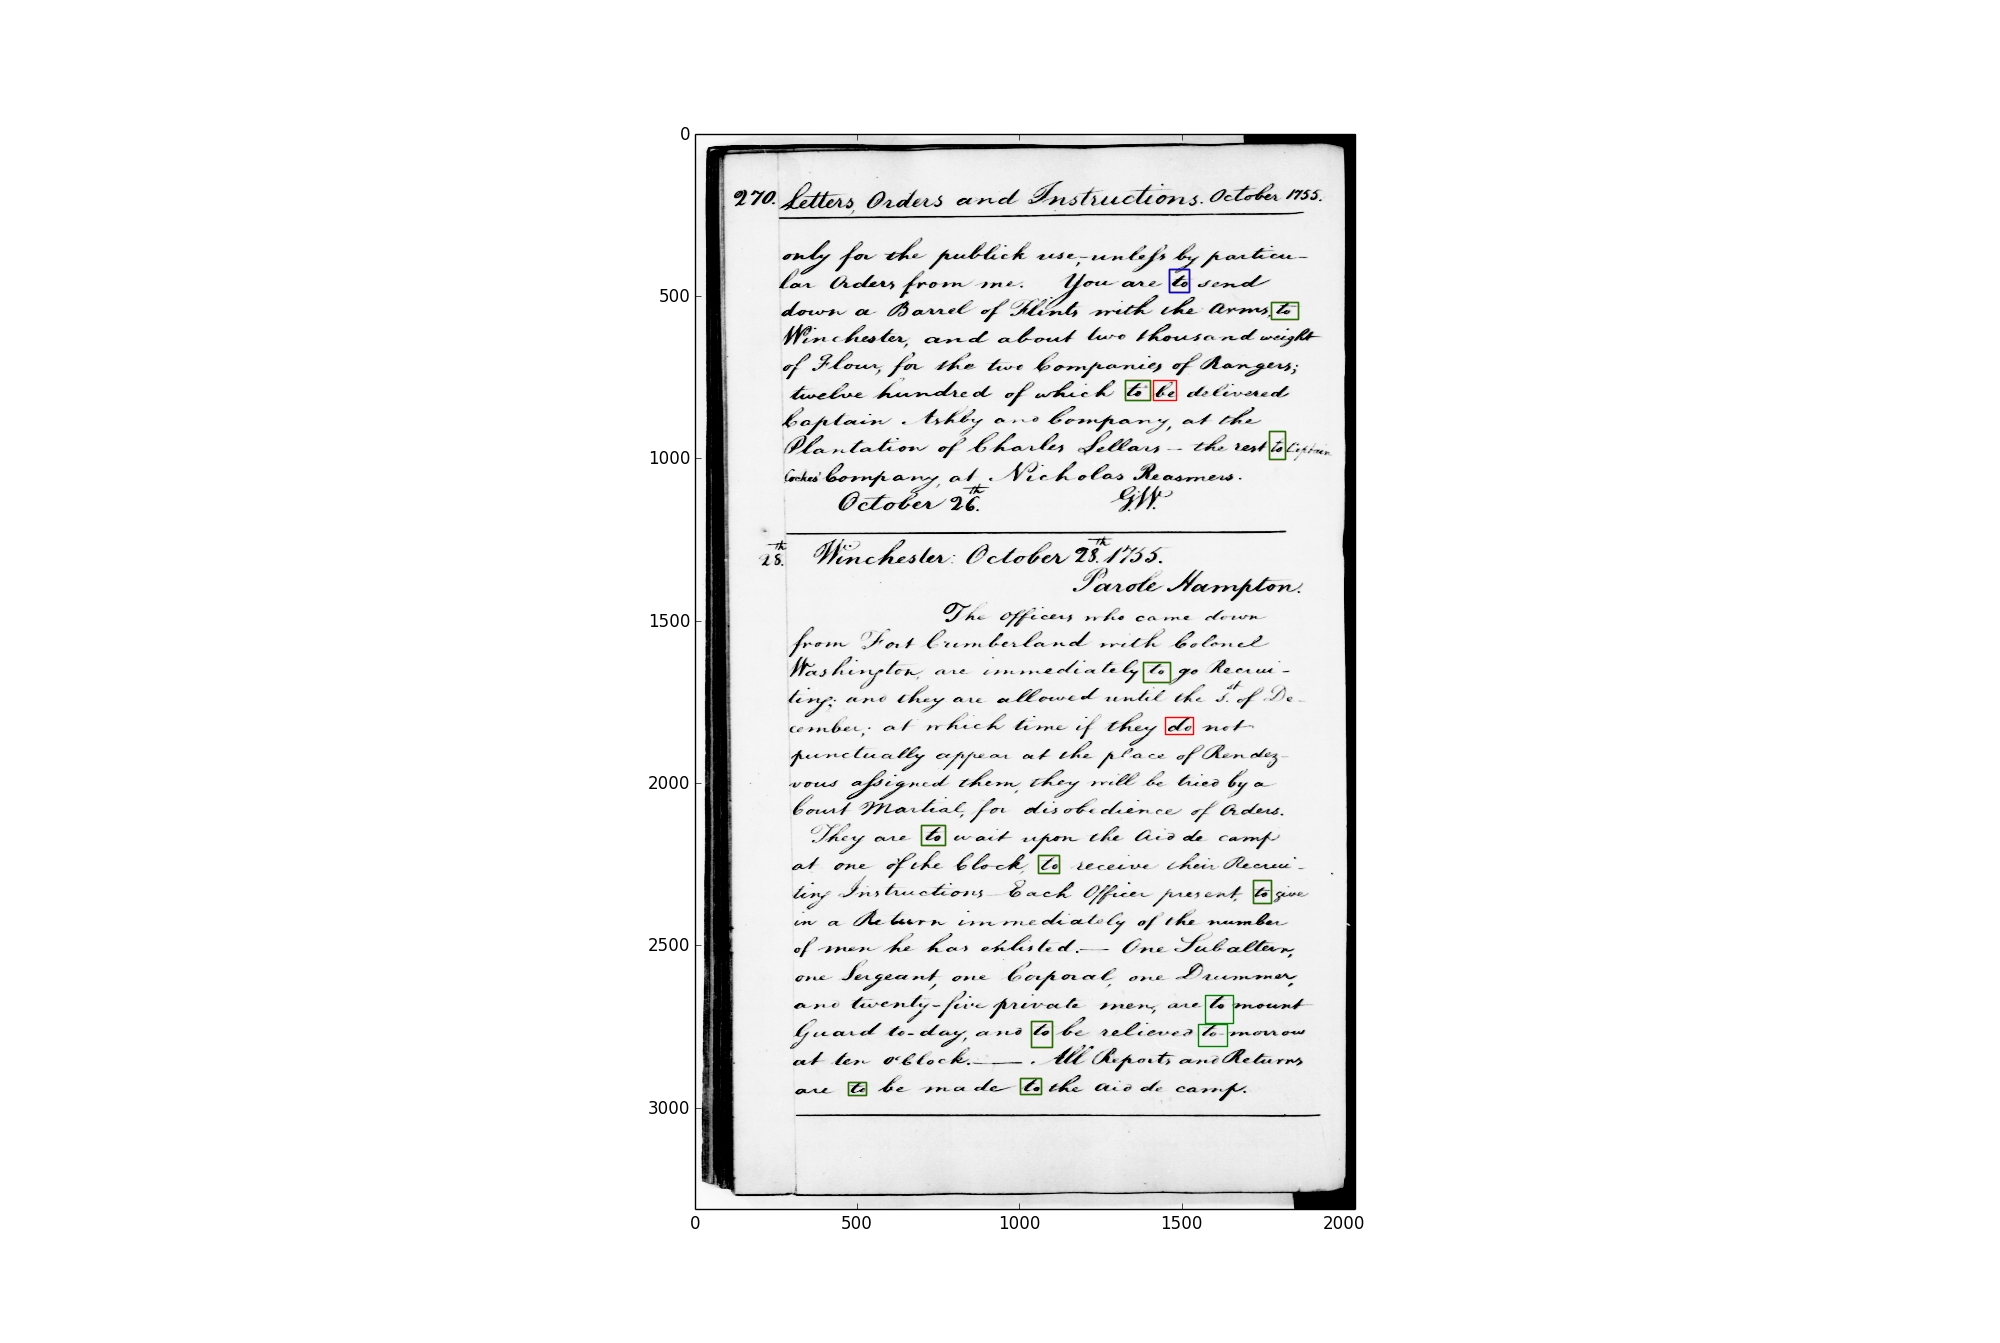 270. Letters, Orders and Instructions. October 1755.
only for the publick use,-unless by particu-
lar Orders from me. You are to send
down a Barrel of Flints with the Arms, to
Winchester, and about two thousand weight
of Flour, for the two Companies of Rangers;
twelve hundred of which to be delivered
Captain Ashby and Company, at the
Plantation of Charles Sellars - the rest to Captain
Cockes' Company, at Nicholas Reasmers.
October 26th. G.W.
28th. Winchester: October 28th. 1755.
Parole Hampton.
The Officers who came down
from Fort Cumberland with Colonel
Washington, are immediately to go Recrui-
ting; and they are allowed until the 1st. of De-
cember; at which time if they do not
punctually appear at the place of Rendez-
vous assigned them, they will be tried by a
Court Martial, for disobedience of Orders.
They are to wait upon the Aid de camp
at one of the Clock, to receive their Recrui-
ting Instructions. Each Officer present, to give
in a Return immediately of the number
of men he has enlisted. — One Subaltern,
one Sergeant, one Corporal, one Drummer,
and twenty-five private men, are to mount
Guard to-day, and to be relieved to-morrow
at ten o'Clock. — . All Reports and Returns
are to be made to the Aid de camp.
0
500
1000
1500
2000
2500
3000
0 500 1000 1500 2000